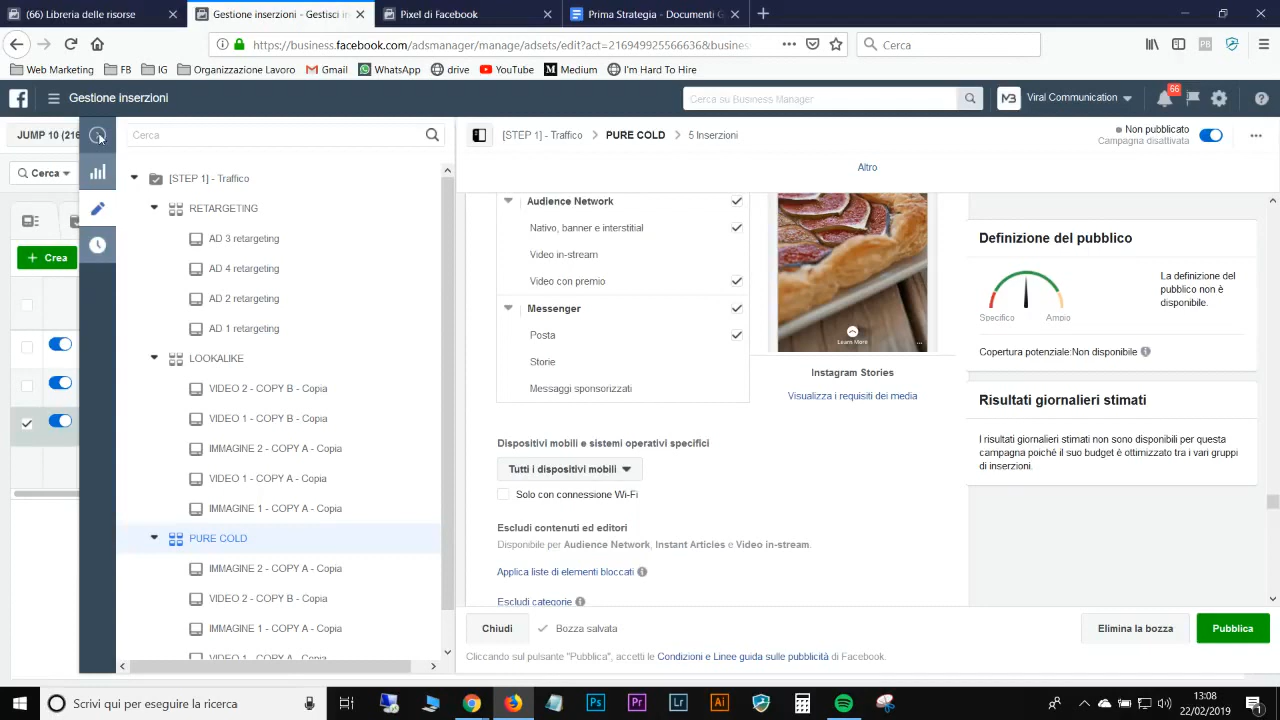 (66) Libreria delle risorse
Gestione inserzioni - Gestisci i
Pixel di Facebook
Prima Strategia - Documenti G
https://business.facebook.com/adsmanager/manage/adsets/edit?act=216949925566636&busines
Cerca
Web Marketing
FB
IG
Organizzazione Lavoro
Gmail
WhatsApp
drive
YouTube
Medium
I'm Hard To Hire
Gestione inserzioni
Cerca su Business Manager
M3
Viral Communication
66
JUMP 10 (216
Cerca
[STEP 1] - Traffico
PURE COLD
5 Inserzioni
Non pubblicato
Campagna disattivata
Cerca
Altro
Crea
[STEP 1] - Traffico
RETARGETING
AD 3 retargeting
AD 4 retargeting
AD 2 retargeting
AD 1 retargeting
LOOKALIKE
VIDEO 2 - COPY B - Copia
VIDEO 1 - COPY B - Copia
IMMAGINE 2 - COPY A - Copia
VIDEO 1 - COPY A - Copia
IMMAGINE 1 - COPY A - Copia
PURE COLD
IMMAGINE 2 - COPY A - Copia
VIDEO 2 - COPY B - Copia
IMMAGINE 1 - COPY A - Copia
VIDEO 1 - COPY A - Copia
Audience Network
Nativo, banner e interstitial
Video in-stream
Video con premio
Messenger
Posta
Storie
Messaggi sponsorizzati
Learn More
Instagram Stories
Visualizza i requisiti dei media
Dispositivi mobili e sistemi operativi specifici
Tutti i dispositivi mobili
Solo con connessione Wi-Fi
Escludi contenuti ed editori
Disponibile per Audience Network, Instant Articles e Video in-stream.
Applica liste di elementi bloccati
Escludi categorie
Definizione del pubblico
Specifico
Ampio
La definizione del
pubblico non è
disponibile.
Copertura potenziale:Non disponibile
Risultati giornalieri stimati
I risultati giornalieri stimati non sono disponibili per questa
campagna poiché il suo budget è ottimizzato tra i vari gruppi
di inserzioni.
Chiudi
Bozza salvata
Elimina la bozza
Pubblica
Cliccando sul pulsante "Pubblica", accetti le Condizioni e Linee guida sulle pubblicità di Facebook.
Scrivi qui per eseguire la ricerca
Ps
Pr
Lr
Ai
13:08
22/02/2019